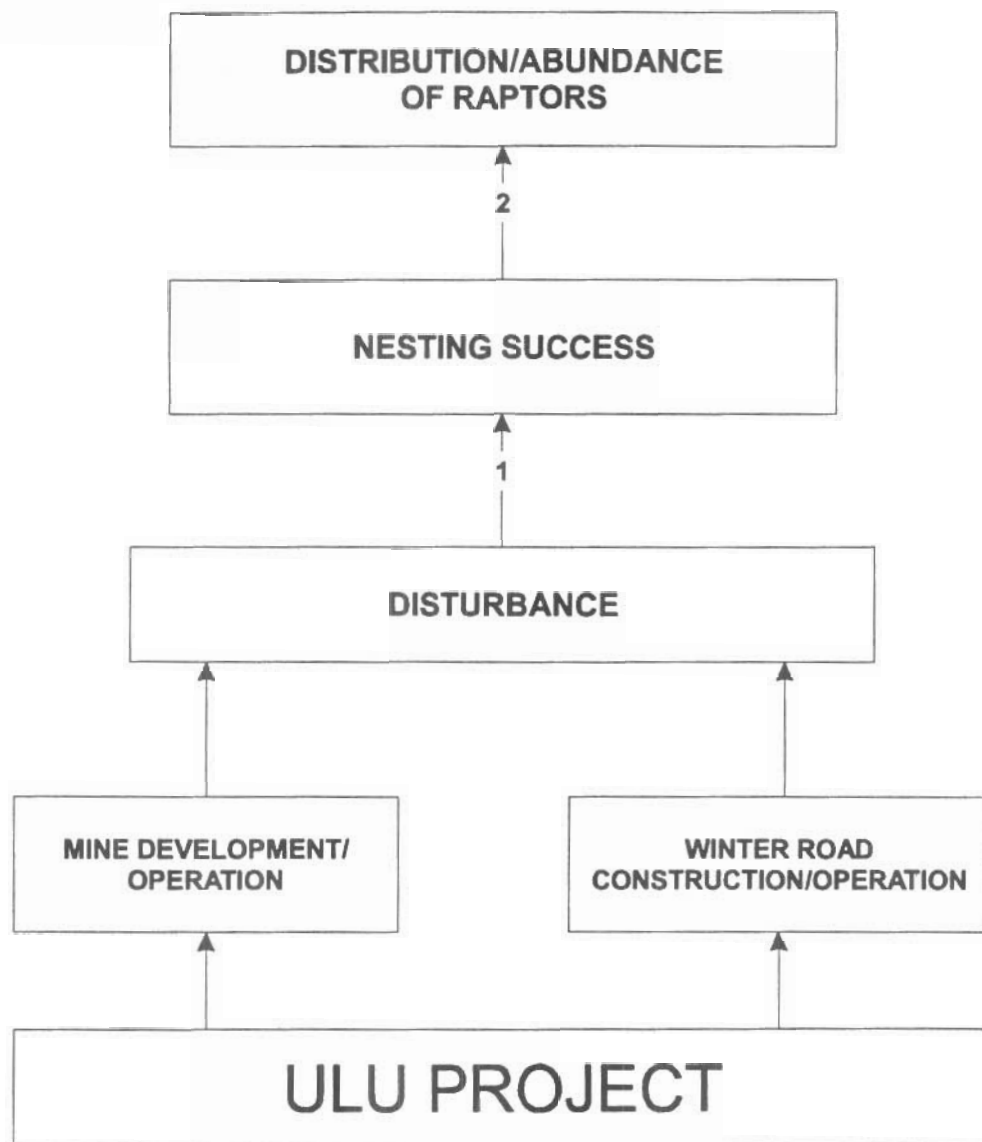 DISTRIBUTION/ABUNDANCE
OF RAPTORS
2
NESTING SUCCESS
1
DISTURBANCE
MINE DEVELOPMENT/
OPERATION
WINTER ROAD
CONSTRUCTION/OPERATION
ULU PROJECT